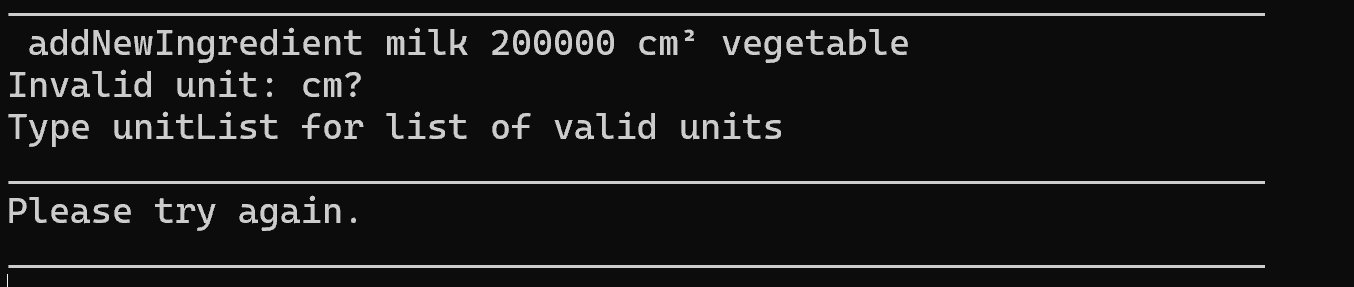 addNewIngredient milk 200000 cm² vegetable
Invalid unit: cm?
Type unitList for list of valid units
Please try again.